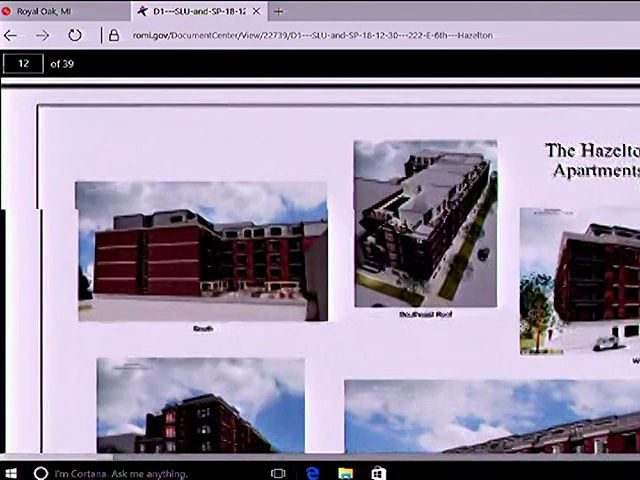 Royal Oak, MI
D1---SLU-and-SP-18-12
romi.gov/DocumentCenter/View/22739/D1---SLU-and-SP-18-12-30---222-E-6th---Hazelton
12 of 39
The Hazelto
Apartments
South
Southeast Roof
I'm Cortana. Ask me anything.